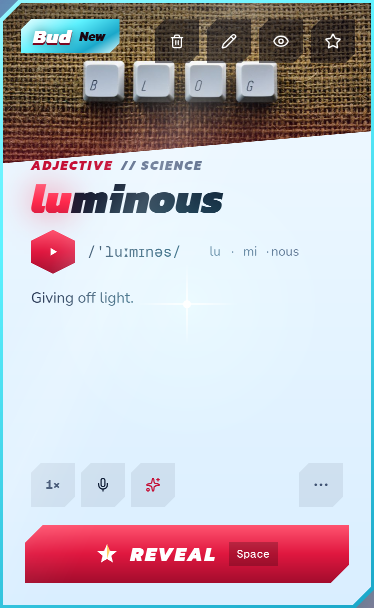 Bud New
B L O G
ADJECTIVE // SCIENCE
luminous
/ˈluːmɪnəs/ lu · mi · nous
Giving off light.
1× ...
REVEAL Space